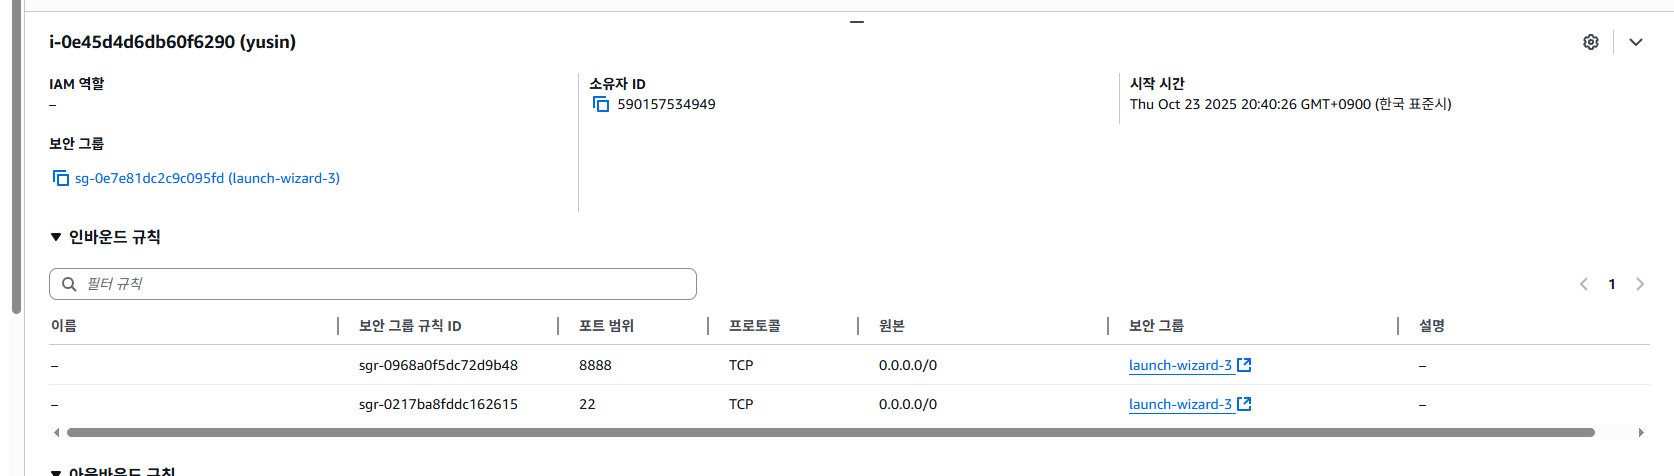 i-0e45d4d6db60f6290 (yusin)
IAM 역할
–
소유자 ID
590157534949
시작 시간
Thu Oct 23 2025 20:40:26 GMT+0900 (한국 표준시)
보안 그룹
sg-0e7e81dc2c9c095fd (launch-wizard-3)
인바운드 규칙
필터 규칙
1
이름 보안 그룹 규칙 ID 포트 범위 프로토콜 원본 보안 그룹 설명
– sgr-0968a0f5dc72d9b48 8888 TCP 0.0.0.0/0 launch-wizard-3 –
– sgr-0217ba8fddc162615 22 TCP 0.0.0.0/0 launch-wizard-3 –
아웃바운드 규칙